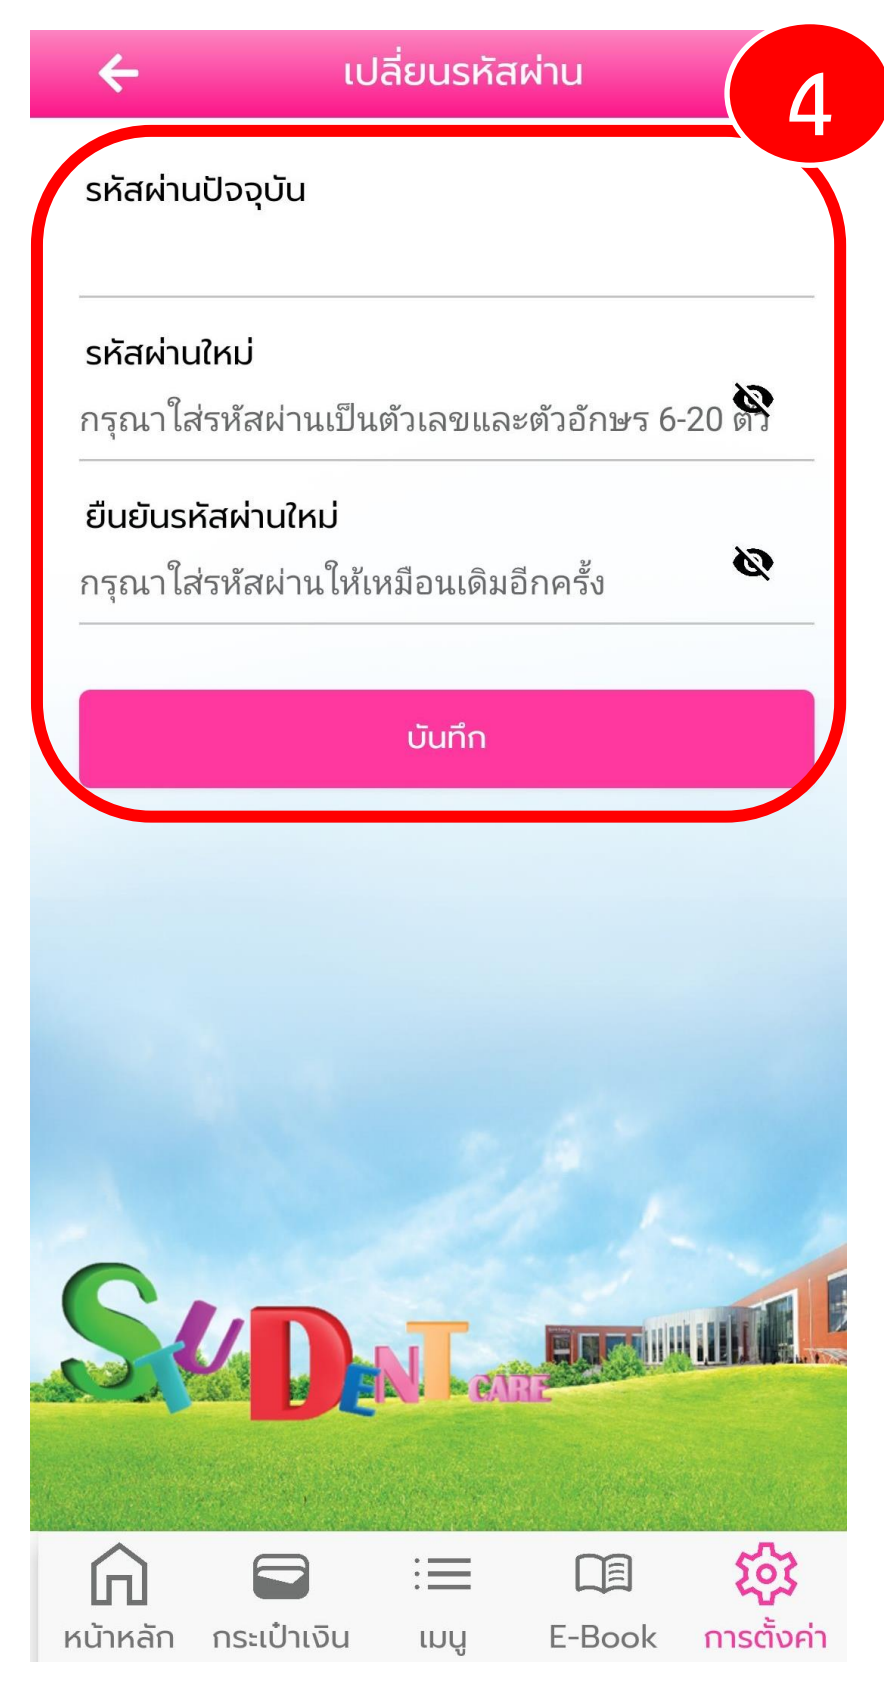 เปลี่ยนรหัสผ่าน
4
รหัสผ่านปัจจุบัน
รหัสผ่านใหม่
กรุณาใส่รหัสผ่านเป็นตัวเลขและตัวอักษร 6-20 ตัว
ยืนยันรหัสผ่านใหม่
กรุณาใส่รหัสผ่านให้เหมือนเดิมอีกครั้ง
บันทึก
STUDENT CARE
หน้าหลัก กระเป๋าเงิน เมนู E-Book การตั้งค่า